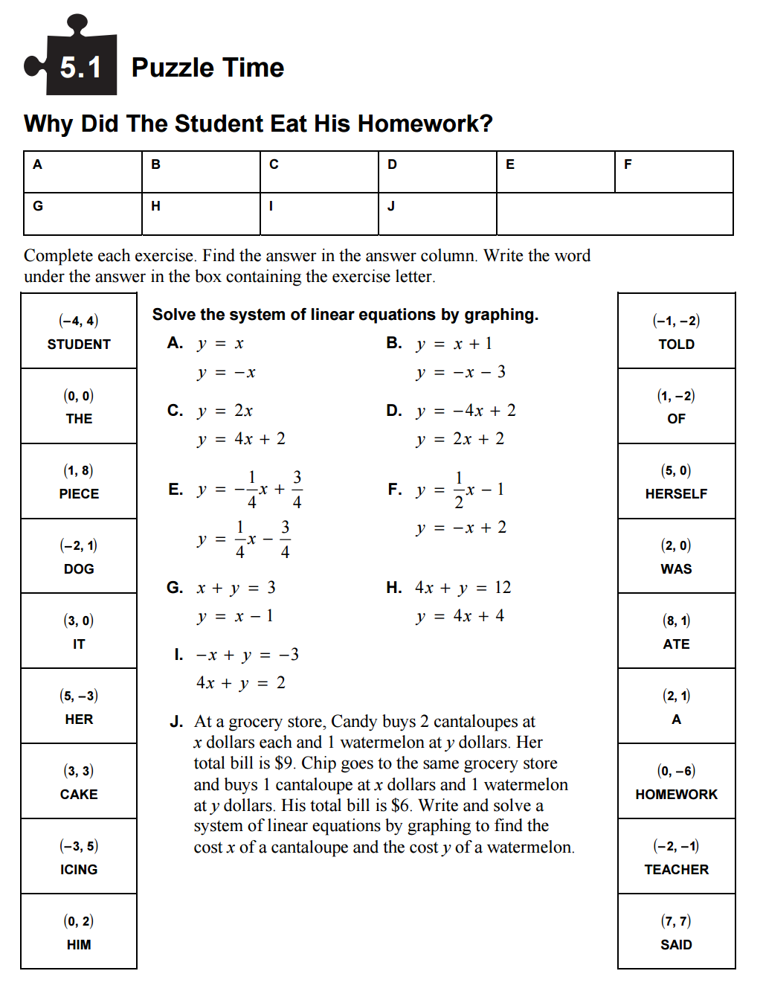 5.1 Puzzle Time
Why Did The Student Eat His Homework?
A B C D E F
G H I J
Complete each exercise. Find the answer in the answer column. Write the word
under the answer in the box containing the exercise letter.
(−4, 4)
STUDENT
(0, 0)
THE
(1, 8)
PIECE
(−2, 1)
DOG
(3, 0)
IT
(5, −3)
HER
(3, 3)
CAKE
(−3, 5)
ICING
(0, 2)
HIM
Solve the system of linear equations by graphing.
A. y = x
y = −x
B. y = x + 1
y = −x − 3
C. y = 2x
y = 4x + 2
D. y = −4x + 2
y = 2x + 2
E. y = −1/4x + 3/4
y = 1/4x − 3/4
F. y = 1/2x − 1
y = −x + 2
G. x + y = 3
y = x − 1
H. 4x + y = 12
y = 4x + 4
I. −x + y = −3
4x + y = 2
J. At a grocery store, Candy buys 2 cantaloupes at
x dollars each and 1 watermelon at y dollars. Her
total bill is $9. Chip goes to the same grocery store
and buys 1 cantaloupe at x dollars and 1 watermelon
at y dollars. His total bill is $6. Write and solve a
system of linear equations by graphing to find the
cost x of a cantaloupe and the cost y of a watermelon.
(−1, −2)
TOLD
(1, −2)
OF
(5, 0)
HERSELF
(2, 0)
WAS
(8, 1)
ATE
(2, 1)
A
(0, −6)
HOMEWORK
(−2, −1)
TEACHER
(7, 7)
SAID